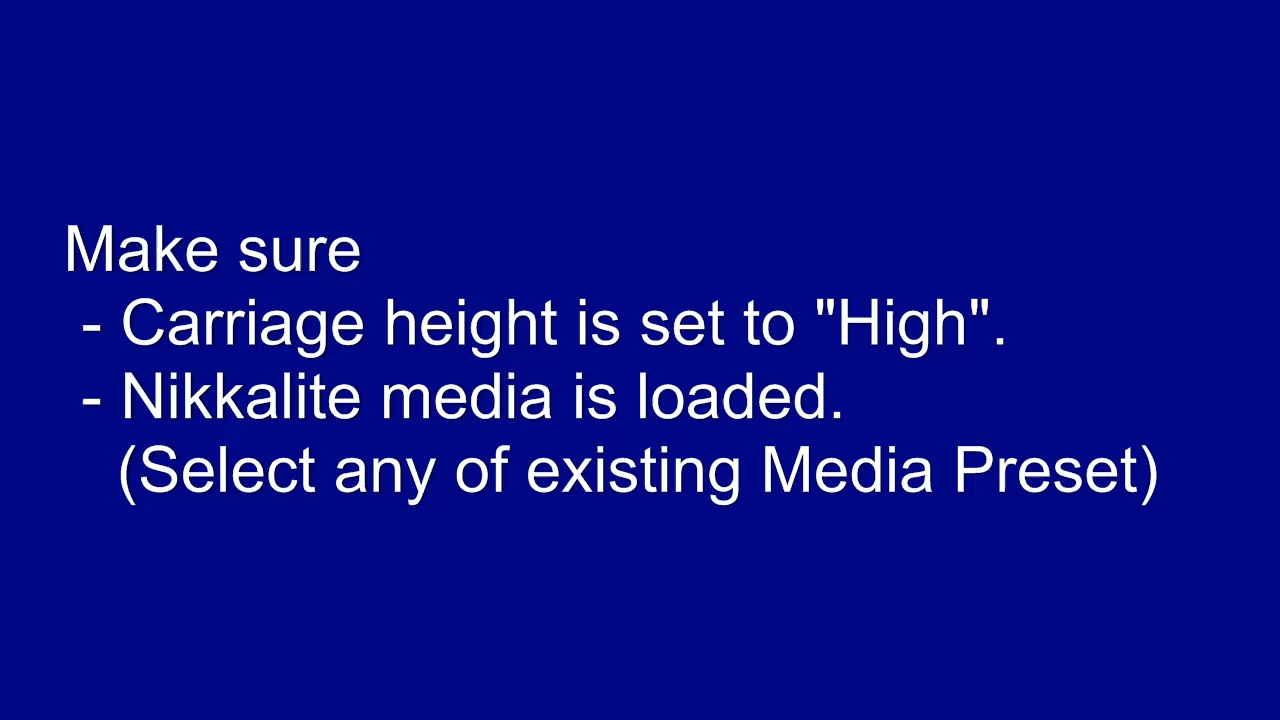 Make sure
- Carriage height is set to "High".
- Nikkalite media is loaded.
(Select any of existing Media Preset)